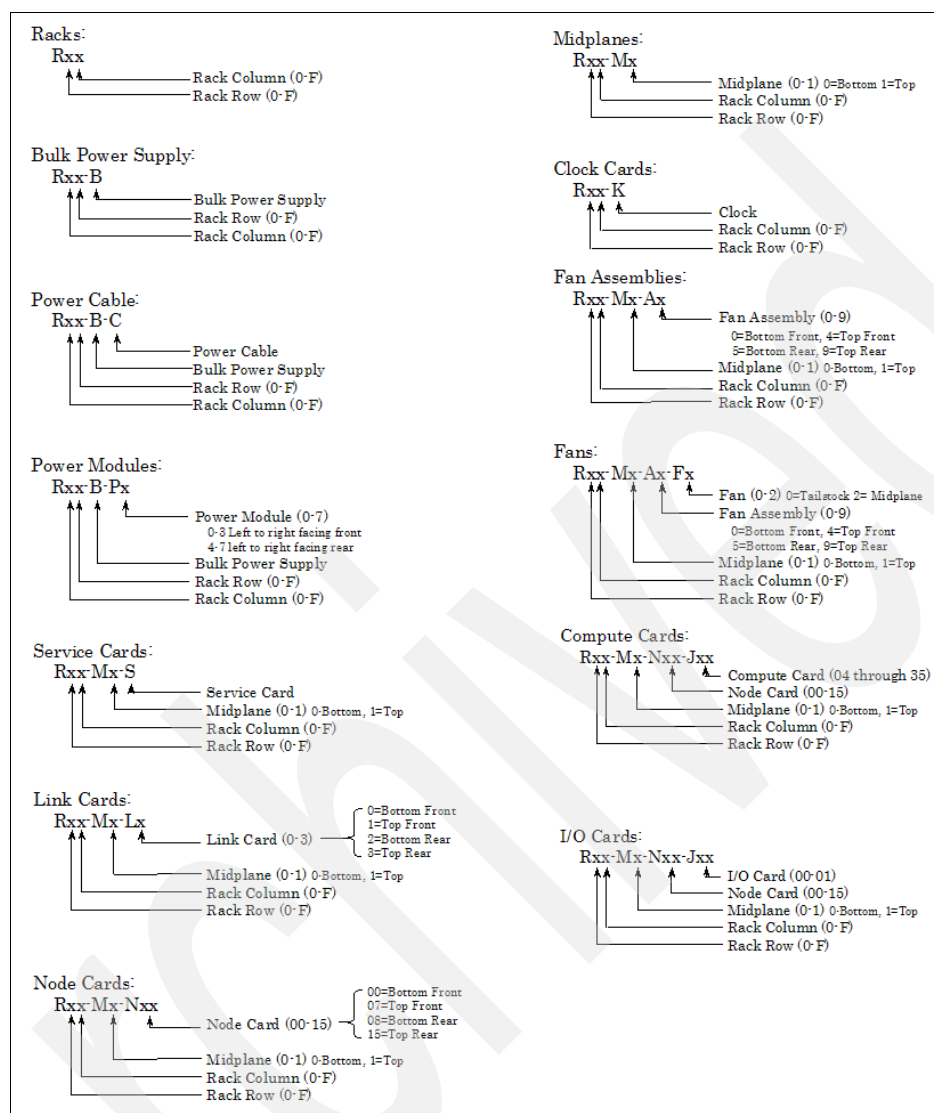 Racks:
Rxx
Rack Column (0-F)
Rack Row (0-F)
Bulk Power Supply:
Rxx-B
Bulk Power Supply
Rack Row (0-F)
Rack Column (0-F)
Power Cable:
Rxx-B-C
Power Cable
Bulk Power Supply
Rack Row (0-F)
Rack Column (0-F)
Power Modules:
Rxx-B-Px
Power Module (0-7)
0-3 Left to right facing front
4-7 left to right facing rear
Bulk Power Supply
Rack Row (0-F)
Rack Column (0-F)
Service Cards:
Rxx-Mx-S
Service Card
Midplane (0-1) 0-Bottom, 1=Top
Rack Column (0-F)
Rack Row (0-F)
Link Cards:
Rxx-Mx-Lx
Link Card (0-3)
0=Bottom Front
1=Top Front
2=Bottom Rear
3=Top Rear
Midplane (0-1) 0-Bottom, 1=Top
Rack Column (0-F)
Rack Row (0-F)
Node Cards:
Rxx-Mx-Nxx
Node Card (00-15)
00=Bottom Front
07=Top Front
08=Bottom Rear
15=Top Rear
Midplane (0-1) 0-Bottom, 1=Top
Rack Column (0-F)
Rack Row (0-F)
Midplanes:
Rxx-Mx
Midplane (0-1) 0=Bottom 1=Top
Rack Column (0-F)
Rack Row (0-F)
Clock Cards:
Rxx-K
Clock
Rack Column (0-F)
Rack Row (0-F)
Fan Assemblies:
Rxx-Mx-Ax
Fan Assembly (0-9)
0=Bottom Front, 4=Top Front
5=Bottom Rear, 9=Top Rear
Midplane (0-1) 0-Bottom, 1=Top
Rack Column (0-F)
Rack Row (0-F)
Fans:
Rxx-Mx-Ax-Fx
Fan (0-2) 0=Tailstock 2= Midplane
Fan Assembly (0-9)
0=Bottom Front, 4=Top Front
5=Bottom Rear, 9=Top Rear
Midplane (0-1) 0-Bottom, 1=Top
Rack Column (0-F)
Rack Row (0-F)
Compute Cards:
Rxx-Mx-Nxx-Jxx
Compute Card (04 through 35)
Node Card (00-15)
Midplane (0-1) 0-Bottom, 1=Top
Rack Column (0-F)
Rack Row (0-F)
I/O Cards:
Rxx-Mx-Nxx-Jxx
I/O Card (00-01)
Node Card (00-15)
Midplane (0-1) 0-Bottom, 1=Top
Rack Column (0-F)
Rack Row (0-F)
rchived